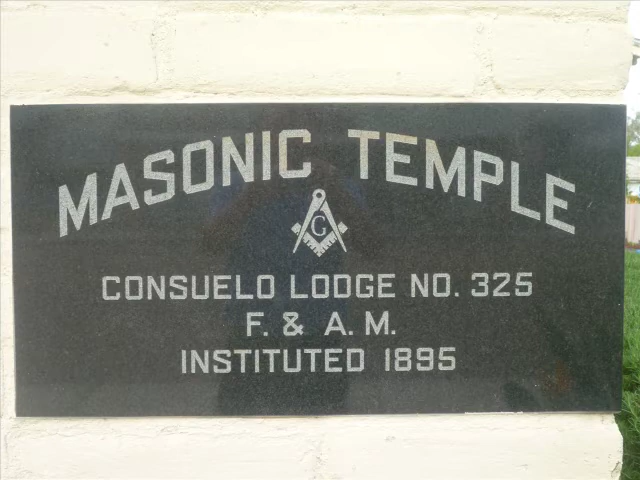 MASONIC TEMPLE
G
CONSUELO LODGE NO. 325
F. & A. M.
INSTITUTED 1895